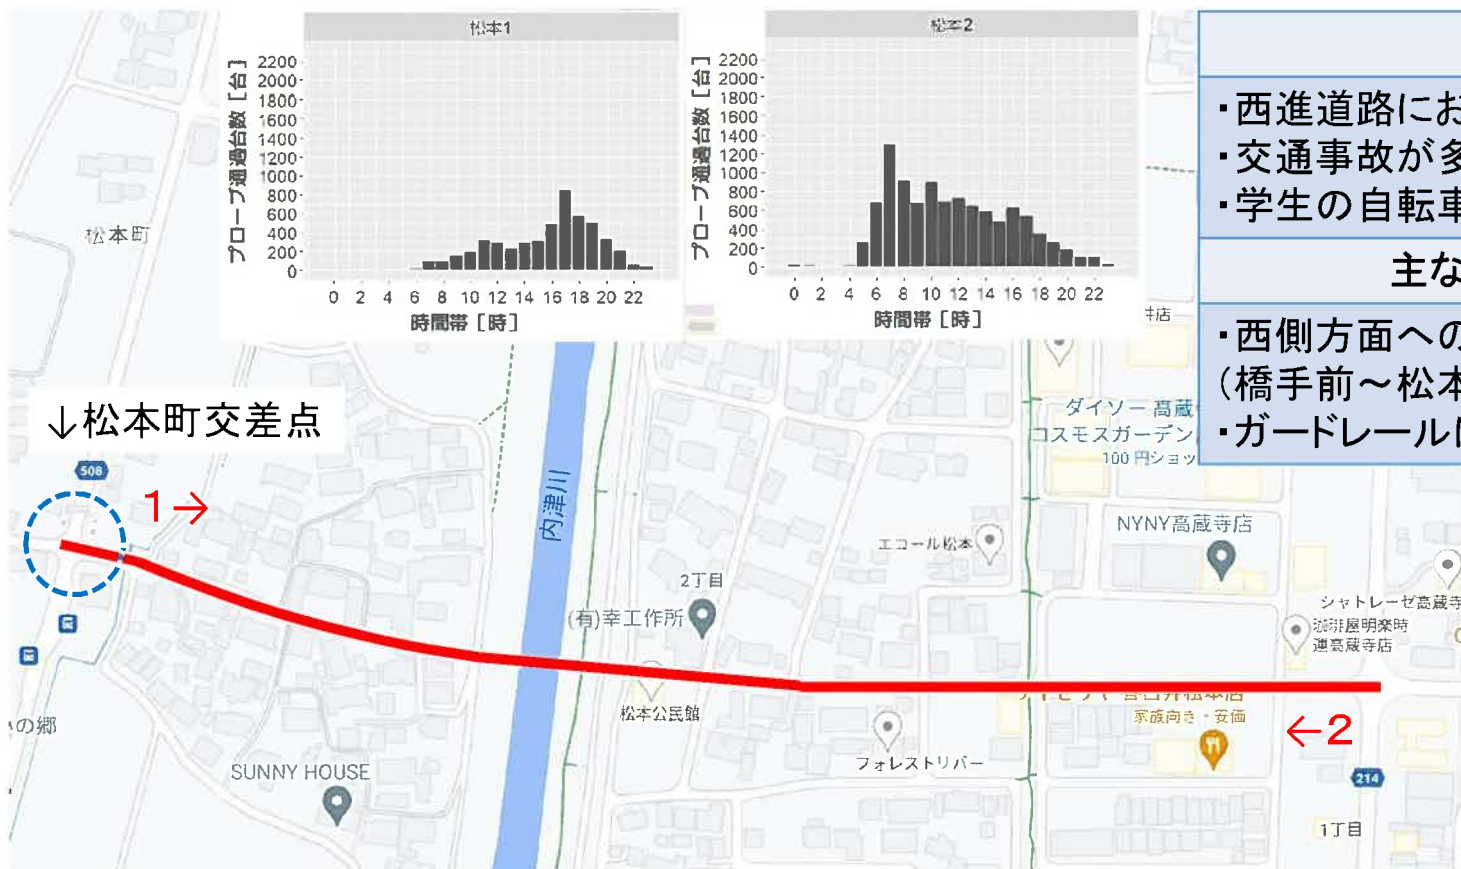 松本1
プローブ通過台数 [台]
2200
2000
1800
1600
1400
1200
1000
800
600
400
200
0
0 2 4 6 8 10 12 14 16 18 20 22
時間帯 [時]
松本2
プローブ通過台数 [台]
2200
2000
1800
1600
1400
1200
1000
800
600
400
200
0
0 2 4 6 8 10 12 14 16 18 20 22
時間帯 [時]
・西進道路にお
・交通事故が多
・学生の自転車
主な
・西側方面への
(橋手前～松本
・ガードレールに
松本町
↓松本町交差点
508
1→
内津川
井店
ダイソー 高蔵
コスモスガーデン
100 円ショッ
NYNY高蔵寺店
エコール松本
2丁目
(有)幸工作所
シャトレーゼ高蔵寺
珈琲屋明楽時
運高蔵寺店
松本公民館
家族向き・安価
←2
フォレストリバー
の郷
SUNNY HOUSE
214
1丁目